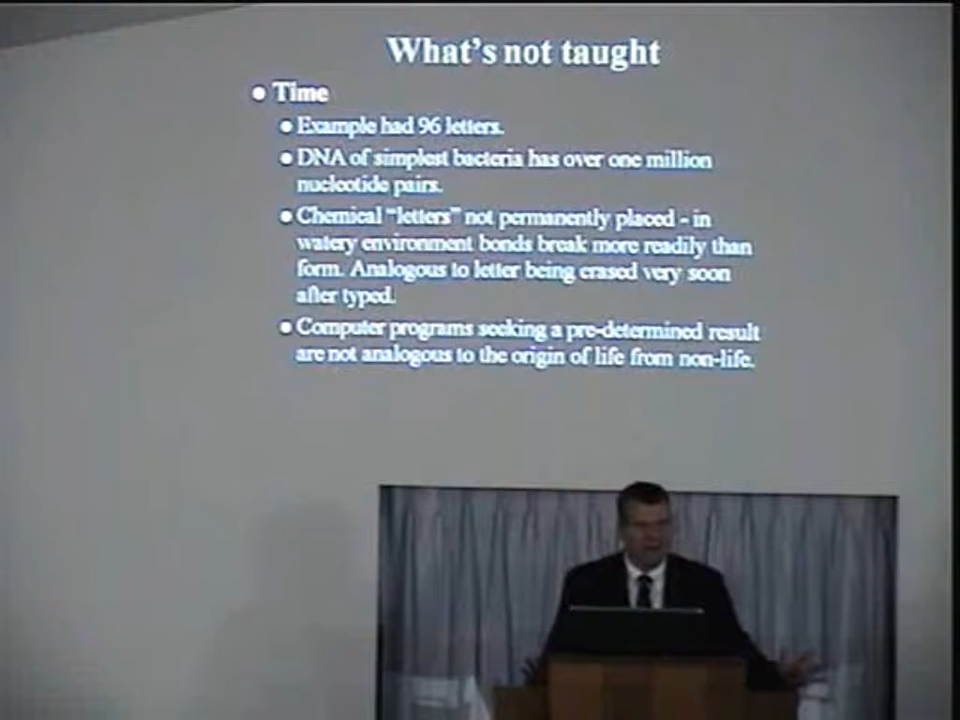 What's not taught
● Time
● Example had 96 letters.
● DNA of simplest bacteria has over one million
nucleotide pairs.
● Chemical "letters" not permanently placed - in
watery environment bonds break more readily than
form. Analogous to letter being erased very soon
after typed.
● Computer programs seeking a pre-determined result
are not analogous to the origin of life from non-life.